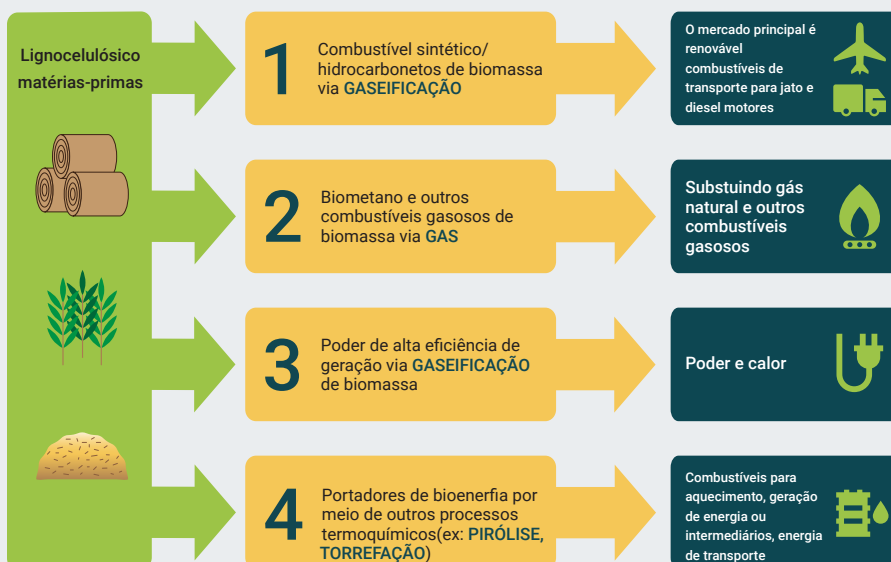 Lignocelulósico
matérias-primas
1
Combustível sintético/
hidrocarbonetos de biomassa
via GASEIFICAÇÃO
O mercado principal é
renovável
combustíveis de
transporte para jato e
diesel motores
2
Biometano e outros
combustíveis gasosos de
biomassa via GAS
Substuindo gás
natural e outros
combustíveis
gasosos
3
Poder de alta eficiência de
geração via GASEIFICAÇÃO
de biomassa
Poder e calor
4
Portadores de bioenerfia por
meio de outros processos
termoquímicos(ex: PIRÓLISE,
TORREFAÇÃO)
Combustíveis para
aquecimento, geração
de energia ou
intermediários, energia
de transporte